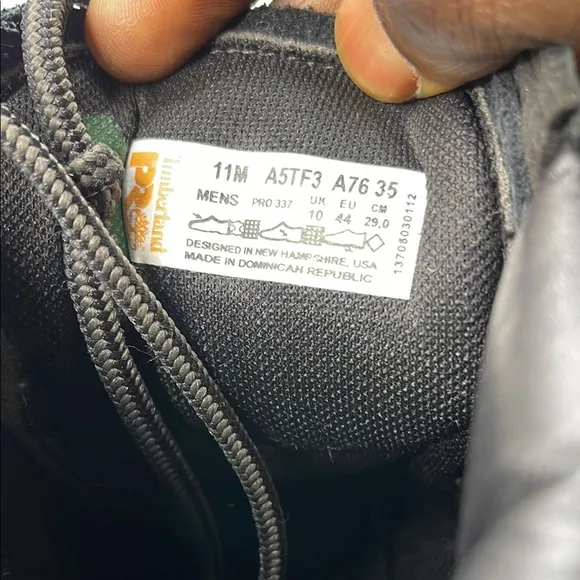 Timberland
PRO
11M A5TF3 A76 35
MENS PRO 337 UK EU CM
10 44 29,0
DESIGNED IN NEW HAMPSHIRE, USA
MADE IN DOMINICAN REPUBLIC
13705030112